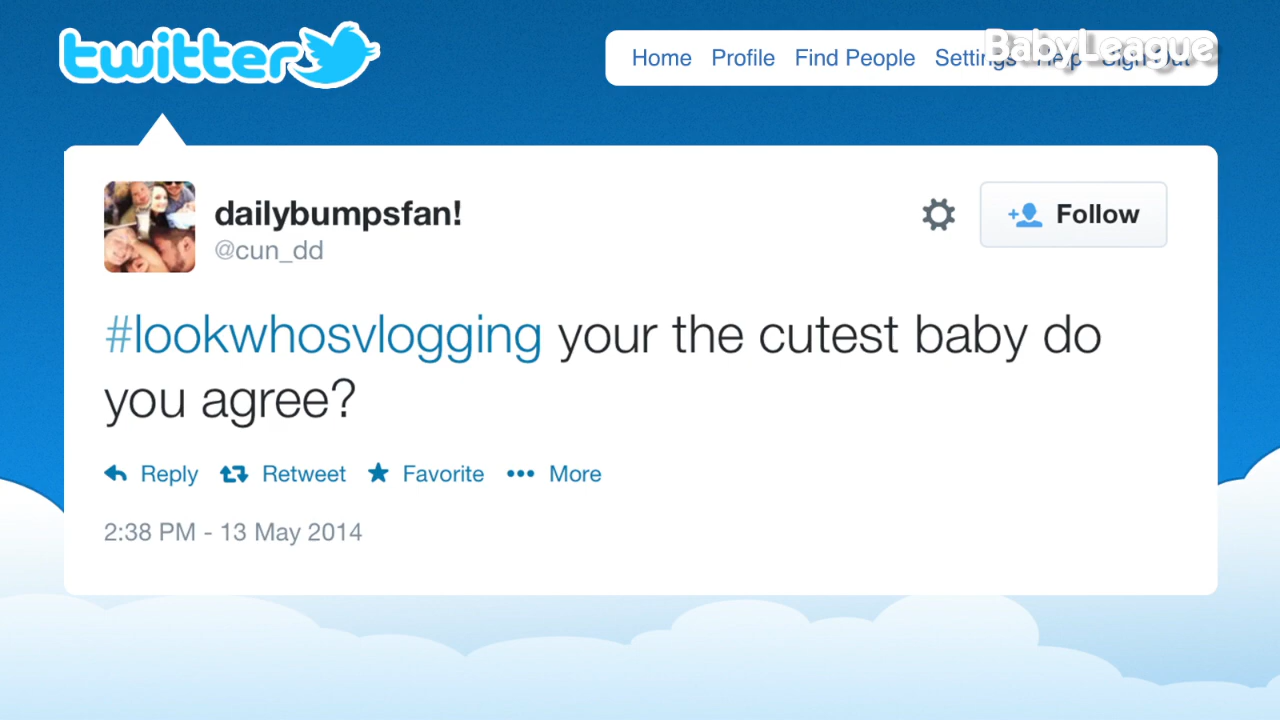 twitter
Home Profile Find People Settings Help Sign Out
BabyLeague
dailybumpsfan!
@cun_dd
Follow
#lookwhosvlogging your the cutest baby do
you agree?
Reply Retweet Favorite More
2:38 PM - 13 May 2014